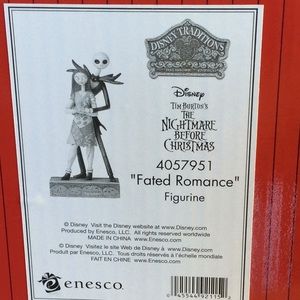 DISNEY TRADITIONS
Disney
TIM BURTON'S
THE
NIGHTMARE
BEFORE
CHRISTMAS
4057951
"Fated Romance"
Figurine
© Disney Visit the Disney website at www.Disney.com
Produced by Enesco, LLC. All rights reserved worldwide
MADE IN CHINA www.Enesco.com
© Disney Visitez le site Web de Disney à www.Disney.com
Produit par Enesco, LLC. Tous droits réservés à l'échelle mondiale
FAIT EN CHINE www.Enesco.com
enesco.